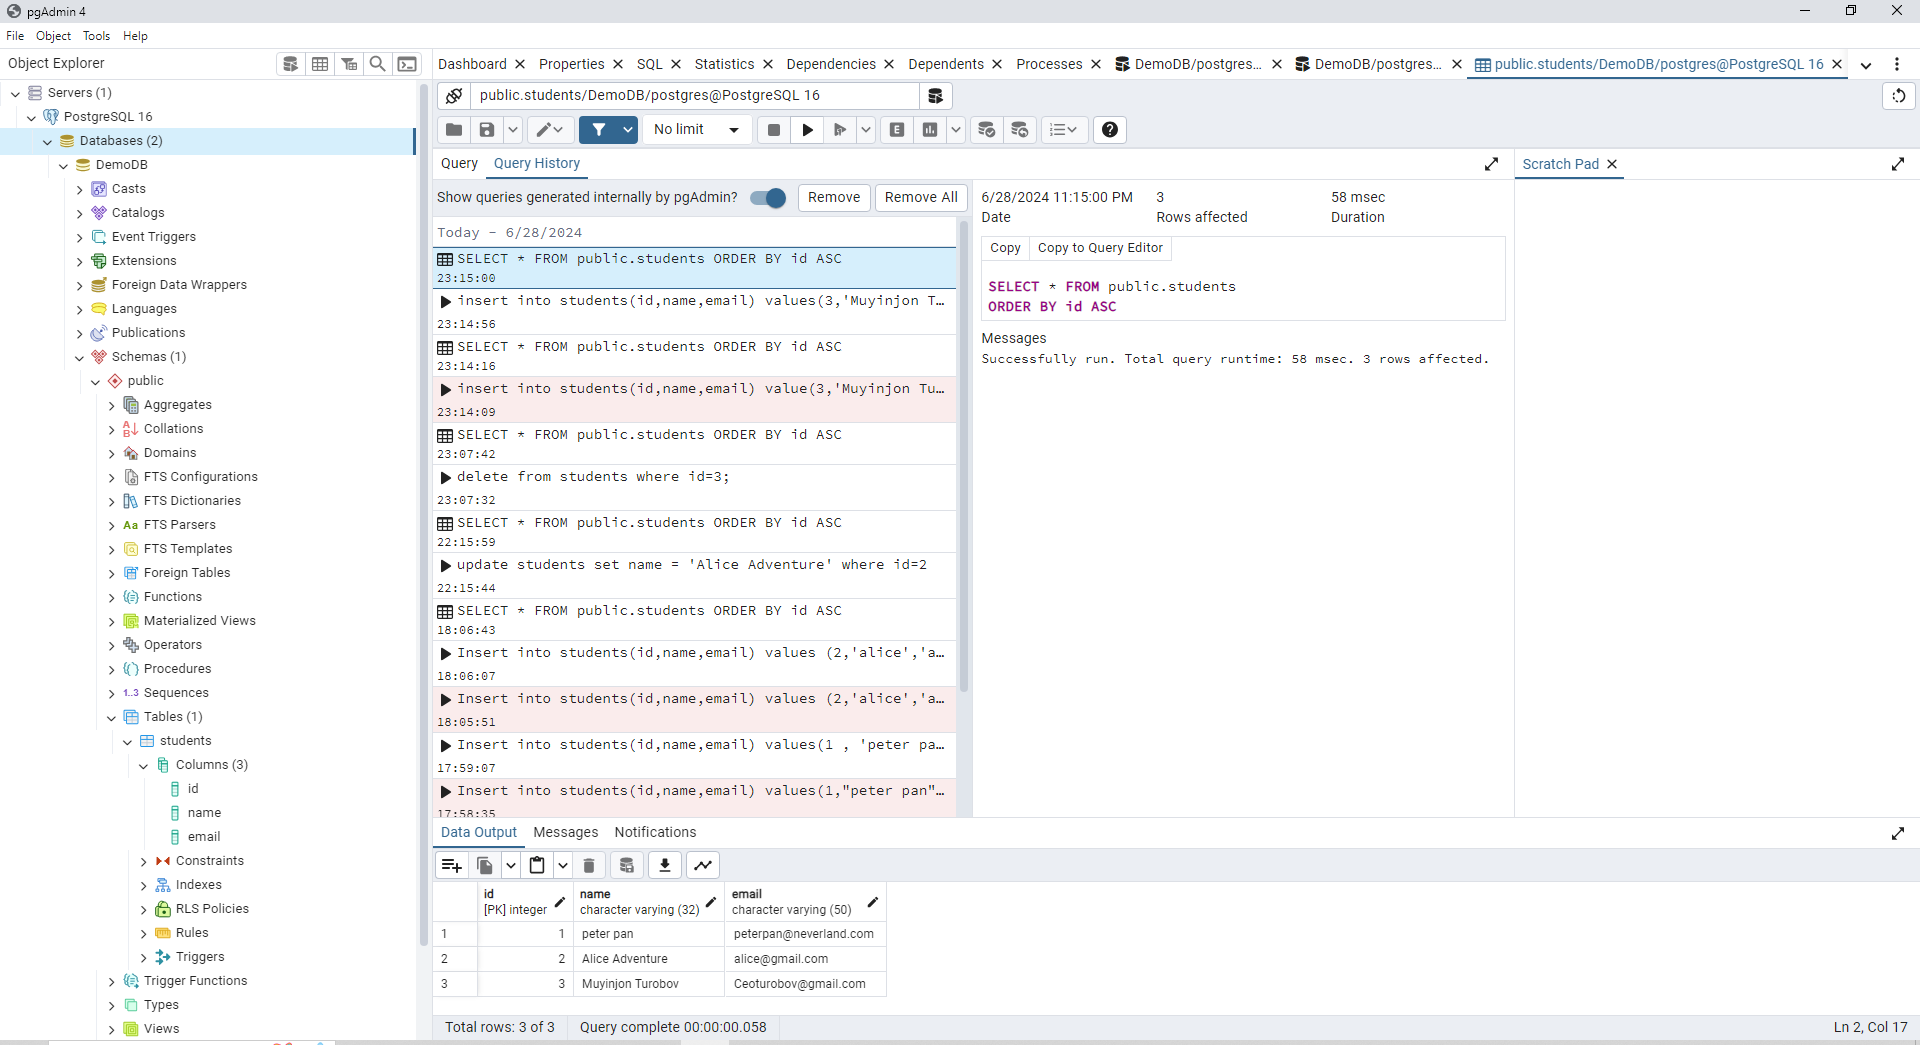 pgAdmin 4
File Object Tools Help
Object Explorer
Dashboard Properties SQL Statistics Dependencies Dependents Processes DemoDB/postgres... DemoDB/postgres... public.students/DemoDB/postgres@PostgreSQL 16
Servers (1)
PostgreSQL 16
Databases (2)
DemoDB
Casts
Catalogs
Event Triggers
Extensions
Foreign Data Wrappers
Languages
Publications
Schemas (1)
public
Aggregates
Collations
Domains
FTS Configurations
FTS Dictionaries
Aa FTS Parsers
FTS Templates
Foreign Tables
Functions
Materialized Views
Operators
Procedures
1..3 Sequences
Tables (1)
students
Columns (3)
id
name
email
Constraints
Indexes
RLS Policies
Rules
Triggers
Trigger Functions
Types
Views
public.students/DemoDB/postgres@PostgreSQL 16
No limit
E
Query Query History
Scratch Pad
Show queries generated internally by pgAdmin? Remove Remove All
Today - 6/28/2024
SELECT * FROM public.students ORDER BY id ASC
23:15:00
insert into students(id,name,email) values(3,'Muyinjon T...
23:14:56
SELECT * FROM public.students ORDER BY id ASC
23:14:16
insert into students(id,name,email) value(3,'Muyinjon Tu...
23:14:09
SELECT * FROM public.students ORDER BY id ASC
23:07:42
delete from students where id=3;
23:07:32
SELECT * FROM public.students ORDER BY id ASC
22:15:59
update students set name = 'Alice Adventure' where id=2
22:15:44
SELECT * FROM public.students ORDER BY id ASC
18:06:43
Insert into students(id,name,email) values (2,'alice','a...
18:06:07
Insert into students(id,name,email) values (2,'alice','a...
18:05:51
Insert into students(id,name,email) values(1 , 'peter pa...
17:59:07
Insert into students(id,name,email) values(1,"peter pan"...
17:58:35
6/28/2024 11:15:00 PM 3 58 msec
Date Rows affected Duration
Copy Copy to Query Editor
SELECT * FROM public.students
ORDER BY id ASC
Messages
Successfully run. Total query runtime: 58 msec. 3 rows affected.
Data Output Messages Notifications
id name email
[PK] integer character varying (32) character varying (50)
1 1 peter pan peterpan@neverland.com
2 2 Alice Adventure alice@gmail.com
3 3 Muyinjon Turobov Ceoturobov@gmail.com
Total rows: 3 of 3 Query complete 00:00:00.058 Ln 2, Col 17